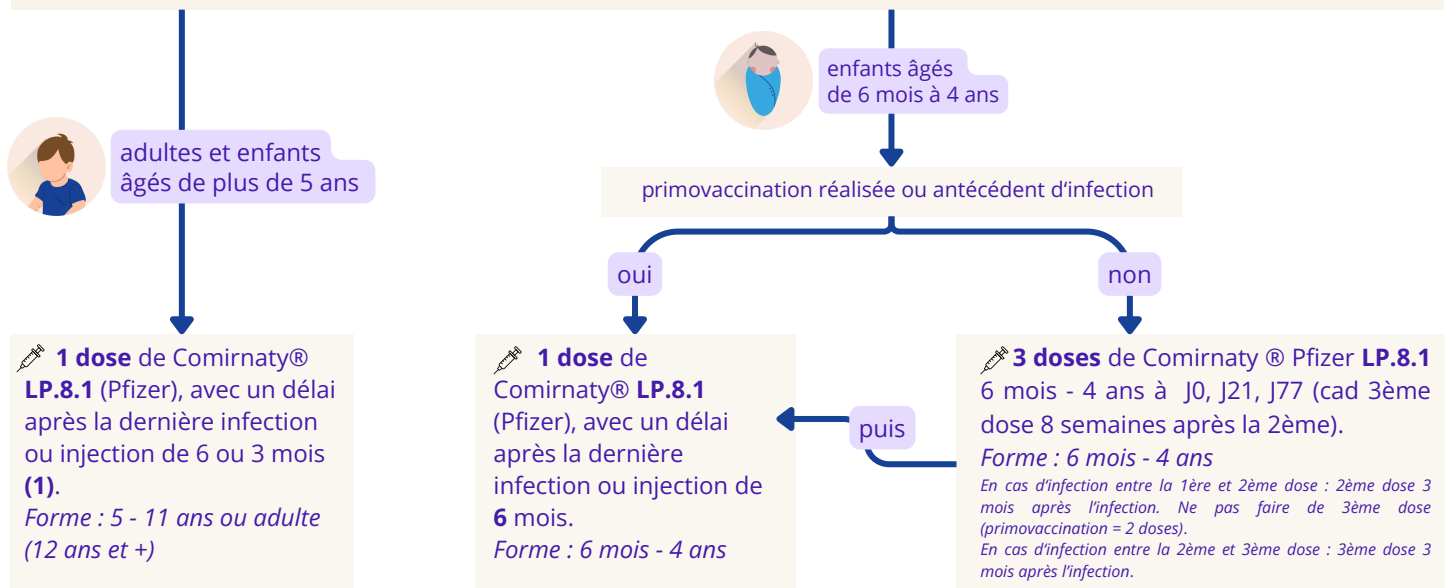 enfants âgés
de 6 mois à 4 ans
adultes et enfants
âgés de plus de 5 ans
primovaccination réalisée ou antécédent d'infection
oui
non
1 dose de Comirnaty®
LP.8.1 (Pfizer), avec un délai
après la dernière infection
ou injection de 6 ou 3 mois
(1).
Forme : 5 - 11 ans ou adulte
(12 ans et +)
1 dose de
Comirnaty® LP.8.1
(Pfizer), avec un délai
après la dernière
infection ou injection de
6 mois.
Forme : 6 mois - 4 ans
puis
3 doses de Comirnaty ® Pfizer LP.8.1
6 mois - 4 ans à J0, J21, J77 (cad 3ème
dose 8 semaines après la 2ème).
Forme : 6 mois - 4 ans
En cas d'infection entre la 1ère et 2ème dose : 2ème dose 3
mois après l'infection. Ne pas faire de 3ème dose
(primovaccination = 2 doses).
En cas d'infection entre la 2ème et 3ème dose : 3ème dose 3
mois après l'infection.